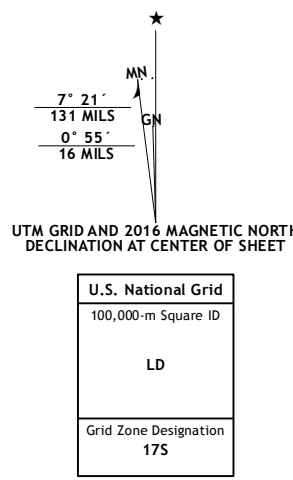 ★
MN
7° 21´
131 MILS
GN
0° 55´
16 MILS
UTM GRID AND 2016 MAGNETIC NORTH
DECLINATION AT CENTER OF SHEET
U.S. National Grid
100,000-m Square ID
LD
Grid Zone Designation
17S